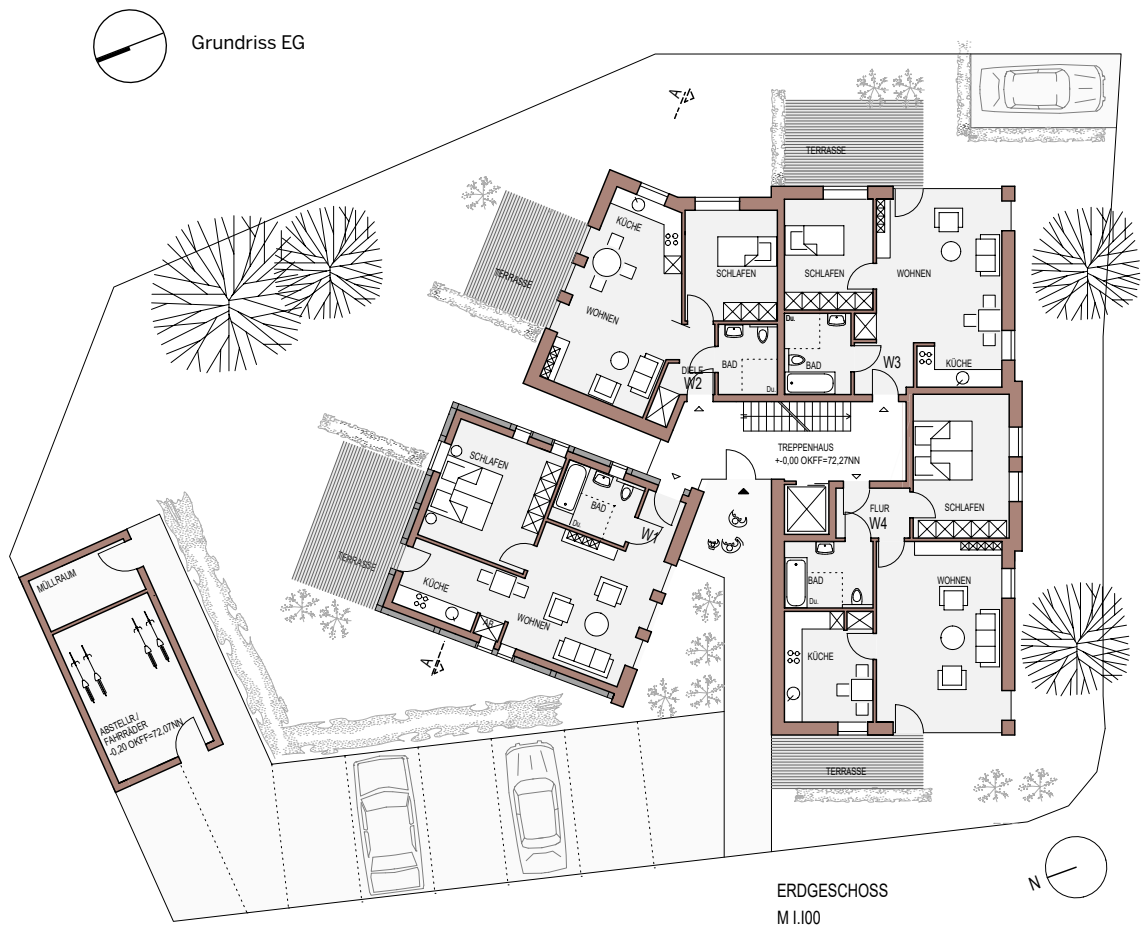 Grundriss EG
A
TERRASSE
KÜCHE
SCHLAFEN
SCHLAFEN
WOHNEN
TERRASSE
WOHNEN
Du.
BAD
BAD
KÜCHE
DIELE
W2
W3
Du.
TREPPENHAUS
+-0,00 OKFF=72,27NN
SCHLAFEN
BAD
Du.
W1
FLUR
W4
SCHLAFEN
TERRASSE
KÜCHE
WOHNEN
AR
BAD
Du.
WOHNEN
MÜLLRAUM
A
KÜCHE
ABSTELLR./
FAHRRÄDER
-0,20 OKFF=72,07NN
TERRASSE
N
ERDGESCHOSS
M I.I00